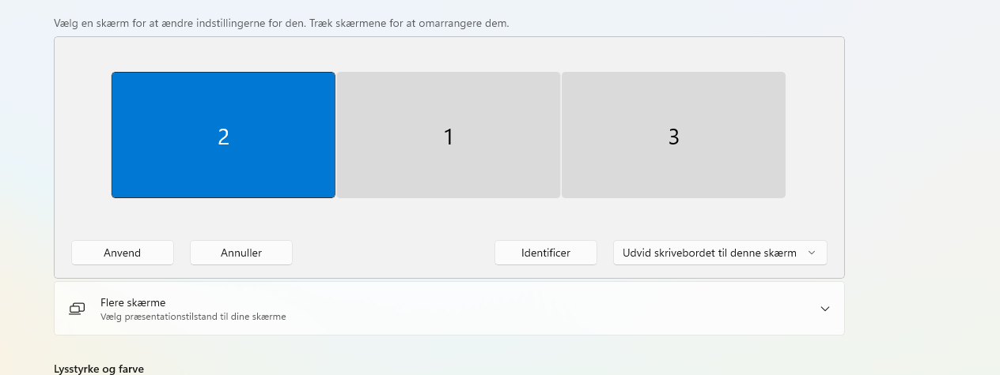 Vælg en skærm for at ændre indstillingerne for den. Træk skærmene for at omarrangere dem.
2 1 3
Anvend Annuller Identificer Udvid skrivebordet til denne skærm
Flere skærme
Vælg præsentationstilstand til dine skærme
Lysstyrke og farve